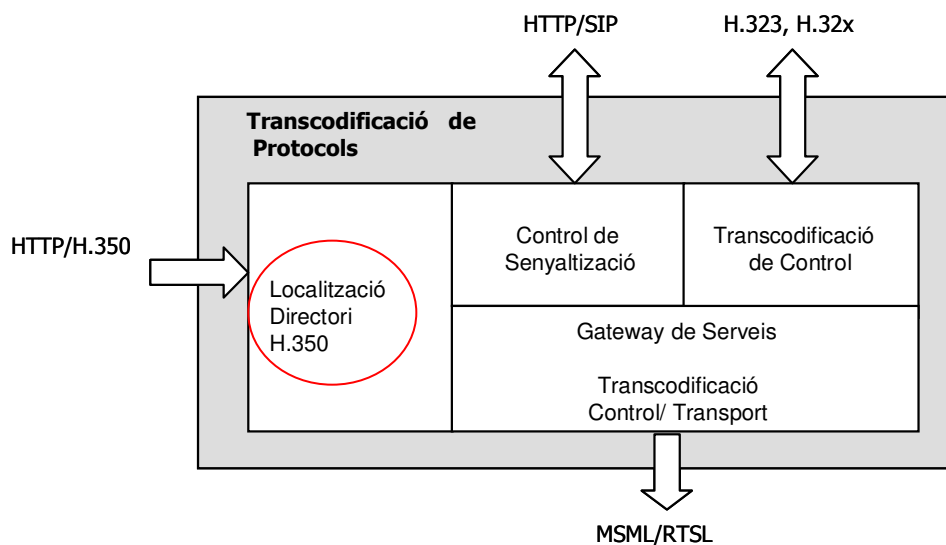 HTTP/SIP
H.323, H.32x
Transcodificació de
Protocols
HTTP/H.350
Localització
Directori
H.350
Control de
Senyaltizació
Transcodificació
de Control
Gateway de Serveis
Transcodificació
Control/ Transport
MSML/RTSL